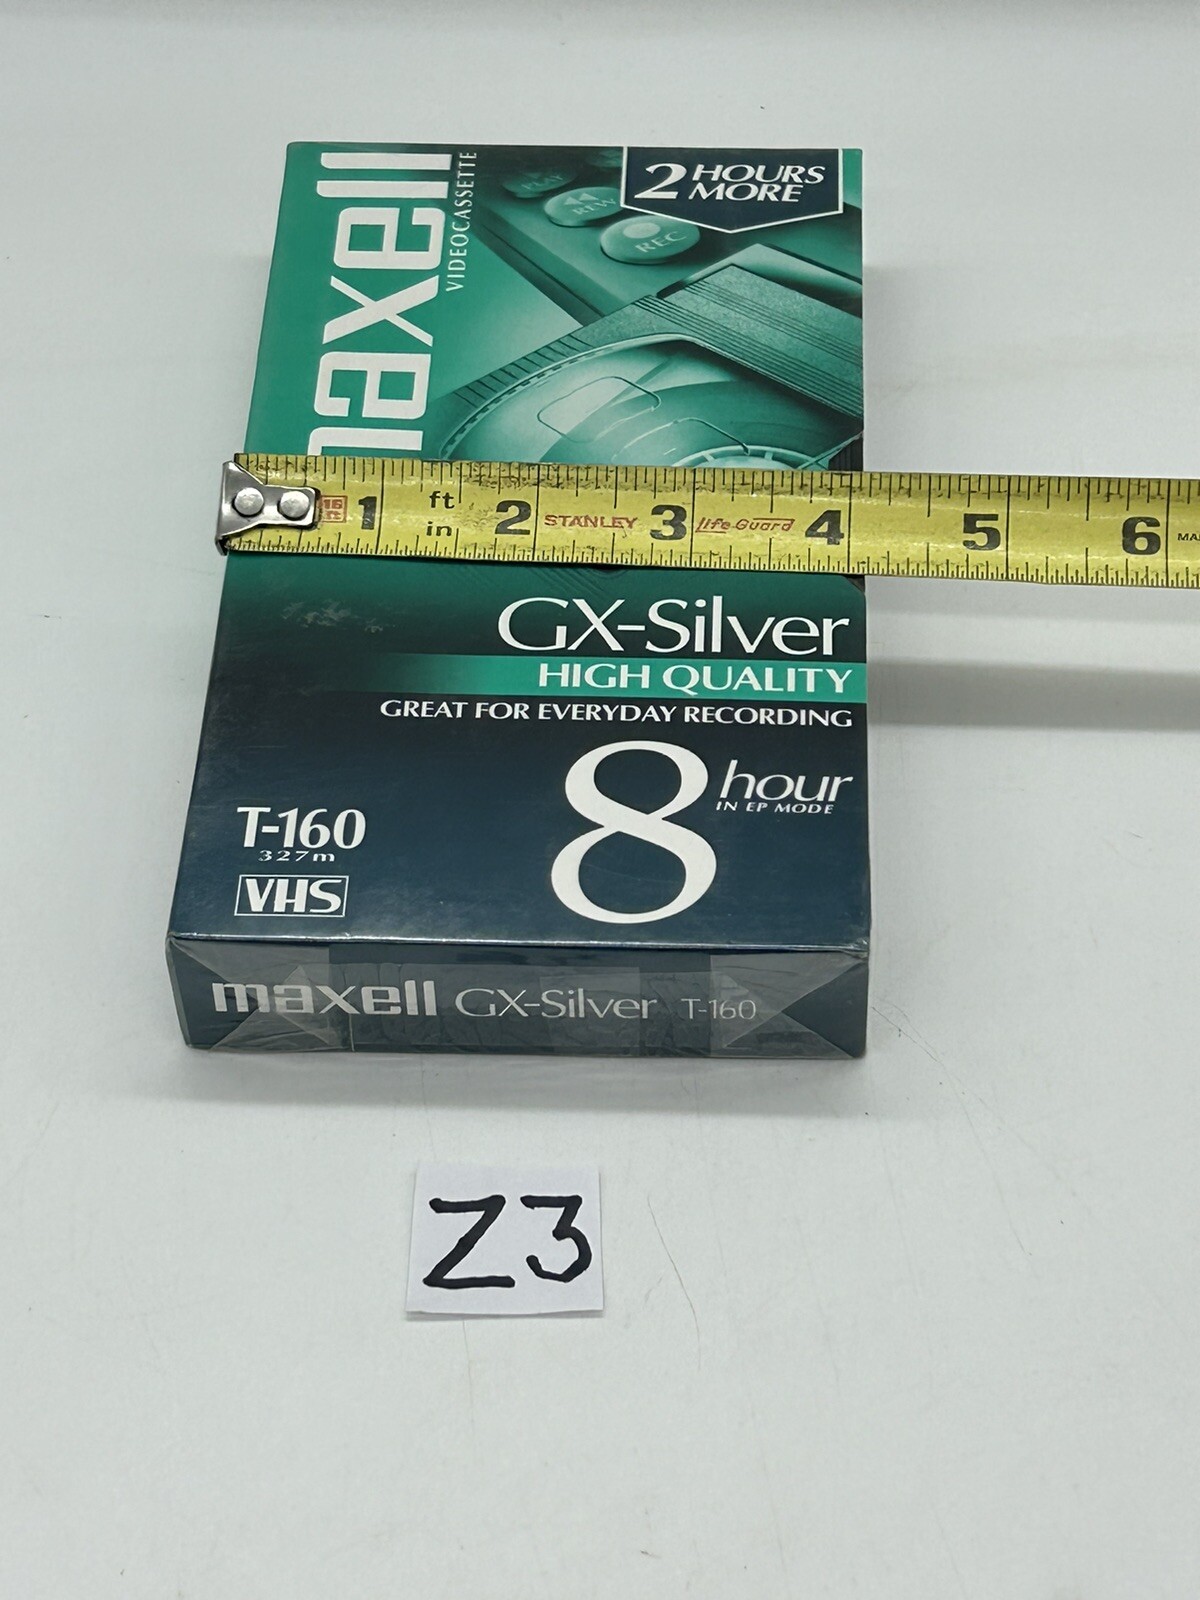 maxell
VIDEOCASSETTE
2 HOURS
MORE
PLAY
REW
REC
16
ft
1
ft
in
2
STANLEY
3
Life-Guard
4
5
6
GX-Silver
HIGH QUALITY
GREAT FOR EVERYDAY RECORDING
8 hour
IN EP MODE
T-160
327m
VHS
maxell GX-Silver T-160
Z3